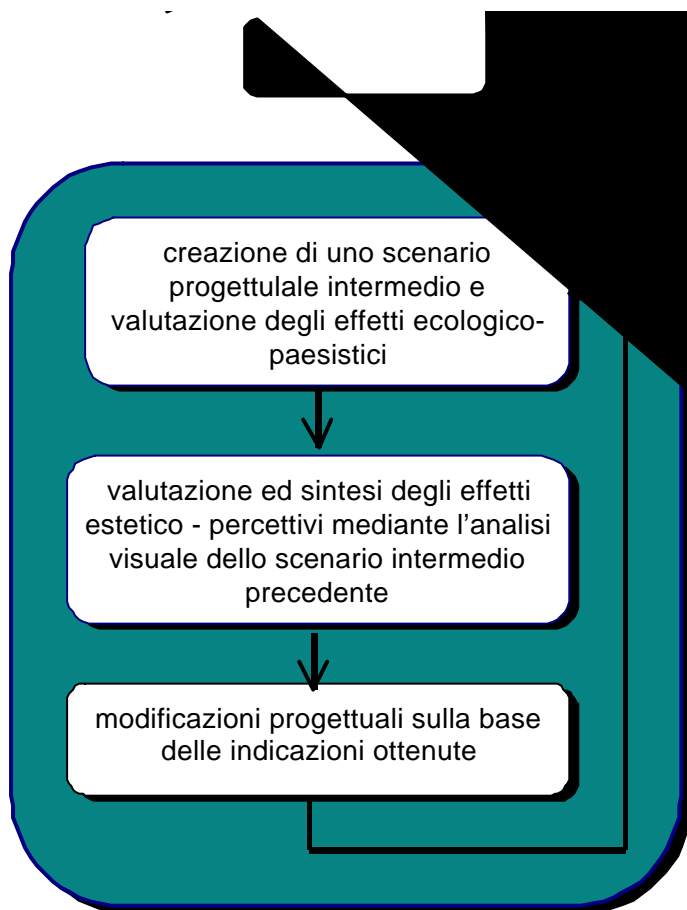 creazione di uno scenario
progettulale intermedio e
valutazione degli effetti ecologico-
paesistici
valutazione ed sintesi degli effetti
estetico - percettivi mediante l’analisi
visuale dello scenario intermedio
precedente
modificazioni progettuali sulla base
delle indicazioni ottenute